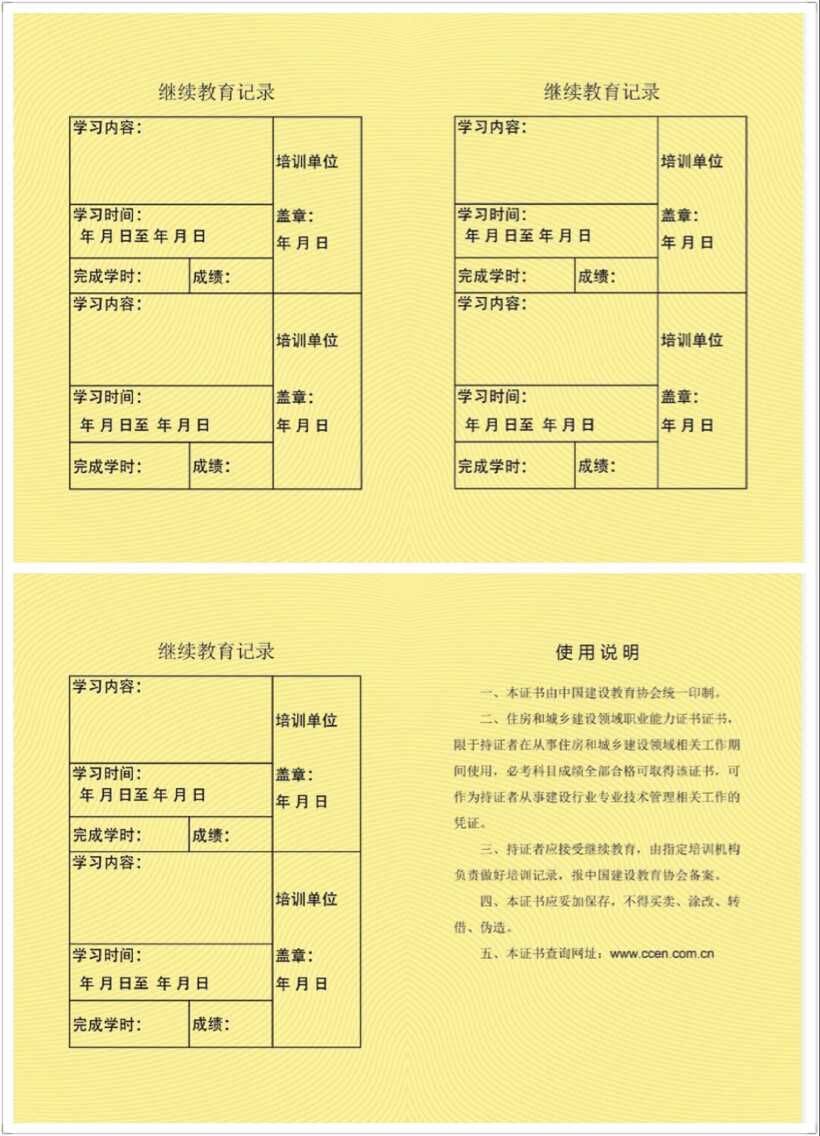 继续教育记录
学习内容：
培训单位
学习时间：
年 月 日至 年 月 日
盖章：
年 月 日
完成学时：
成绩：
学习内容：
培训单位
学习时间：
年 月 日至 年 月 日
盖章：
年 月 日
完成学时：
成绩：
继续教育记录
学习内容：
培训单位
学习时间：
年 月 日至 年 月 日
盖章：
年 月 日
完成学时：
成绩：
学习内容：
培训单位
学习时间：
年 月 日至 年 月 日
盖章：
年 月 日
完成学时：
成绩：
继续教育记录
学习内容：
培训单位
学习时间：
年 月 日至 年 月 日
盖章：
年 月 日
完成学时：
成绩：
学习内容：
培训单位
学习时间：
年 月 日至 年 月 日
盖章：
年 月 日
完成学时：
成绩：
使用说明
一、本证书由中国建设教育协会统一印制。
二、住房和城乡建设领域职业能力证书证书，
限于持证者在从事住房和城乡建设领域相关工作期
间使用，必考科目成绩全部合格可取得该证书，可
作为持证者从事建设行业专业技术管理相关工作的
凭证。
三、持证者应接受继续教育，由指定培训机构
负责做好培训记录，报中国建设教育协会备案。
四、本证书应妥加保存，不得买卖、涂改、转
借、伪造。
五、本证书查询网址：www.ccen.com.cn